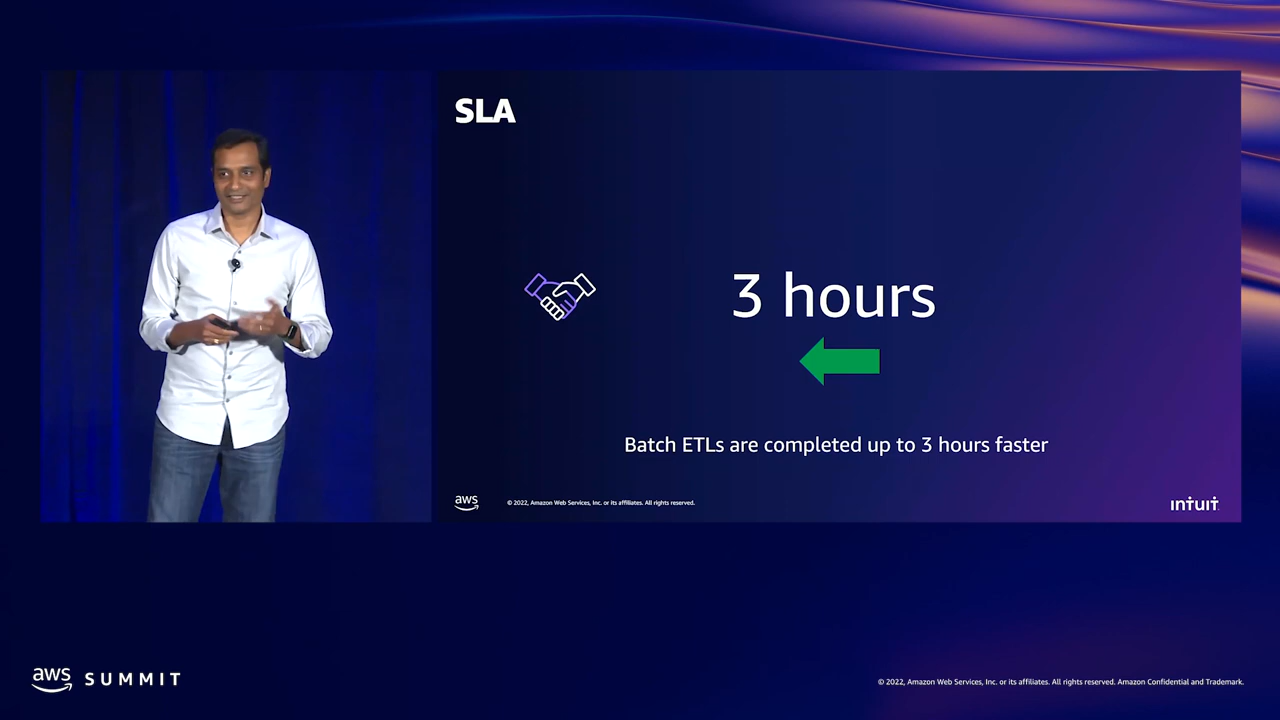 SLA
3 hours
Batch ETLs are completed up to 3 hours faster
aws
© 2022, Amazon Web Services, Inc. or its affiliates. All rights reserved.
INTUIT
aws SUMMIT
© 2022, Amazon Web Services, Inc. or its affiliates. All rights reserved. Amazon Confidential and Trademark.